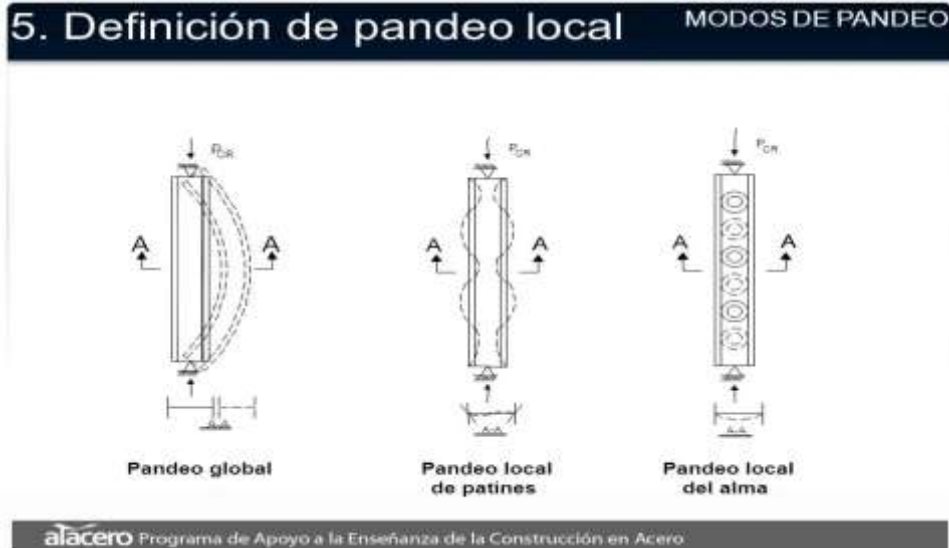 5. Definición de pandeo local
MODOS DE PANDEO
PCR
PCR
PCR
A
A
A
A
A
A
A-A
A-A
A-A
Pandeo global
Pandeo local
de patines
Pandeo local
del alma
alacero Programa de Apoyo a la Enseñanza de la Construcción en Acero